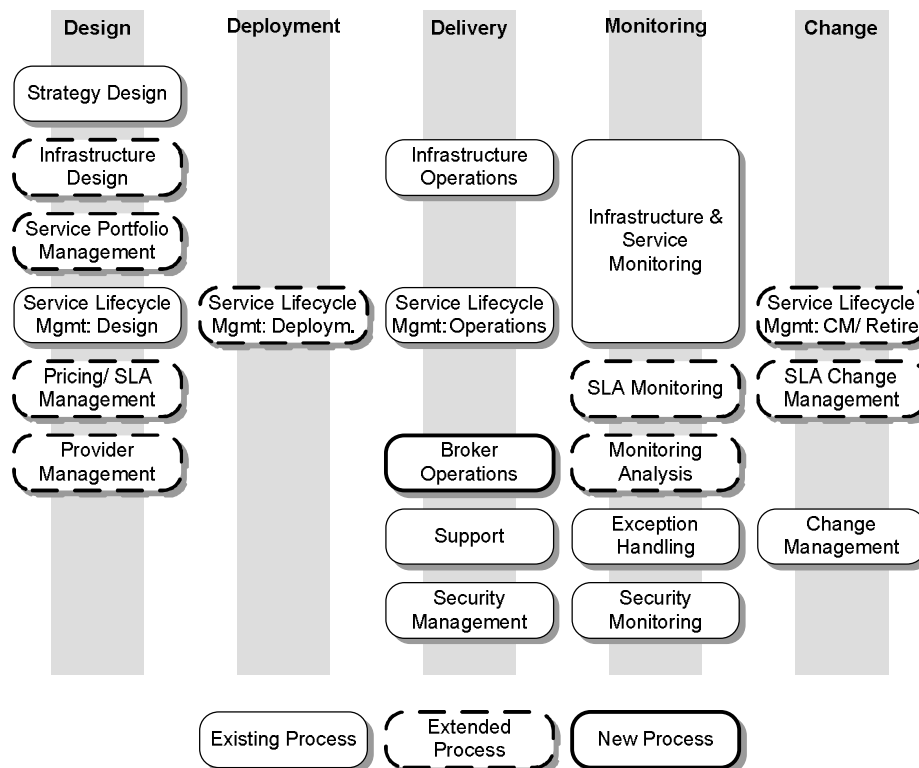 Design
Deployment
Delivery
Monitoring
Change
Strategy Design
Infrastructure
Design
Infrastructure
Operations
Infrastructure &
Service
Monitoring
Service Portfolio
Management
Service Lifecycle
Mgmt: Design
Service Lifecycle
Mgmt: Deploym.
Service Lifecycle
Mgmt: Operations
Service Lifecycle
Mgmt: CM/ Retire
Pricing/ SLA
Management
SLA Monitoring
SLA Change
Management
Provider
Management
Broker
Operations
Monitoring
Analysis
Support
Exception
Handling
Change
Management
Security
Management
Security
Monitoring
Existing Process
Extended
Process
New Process